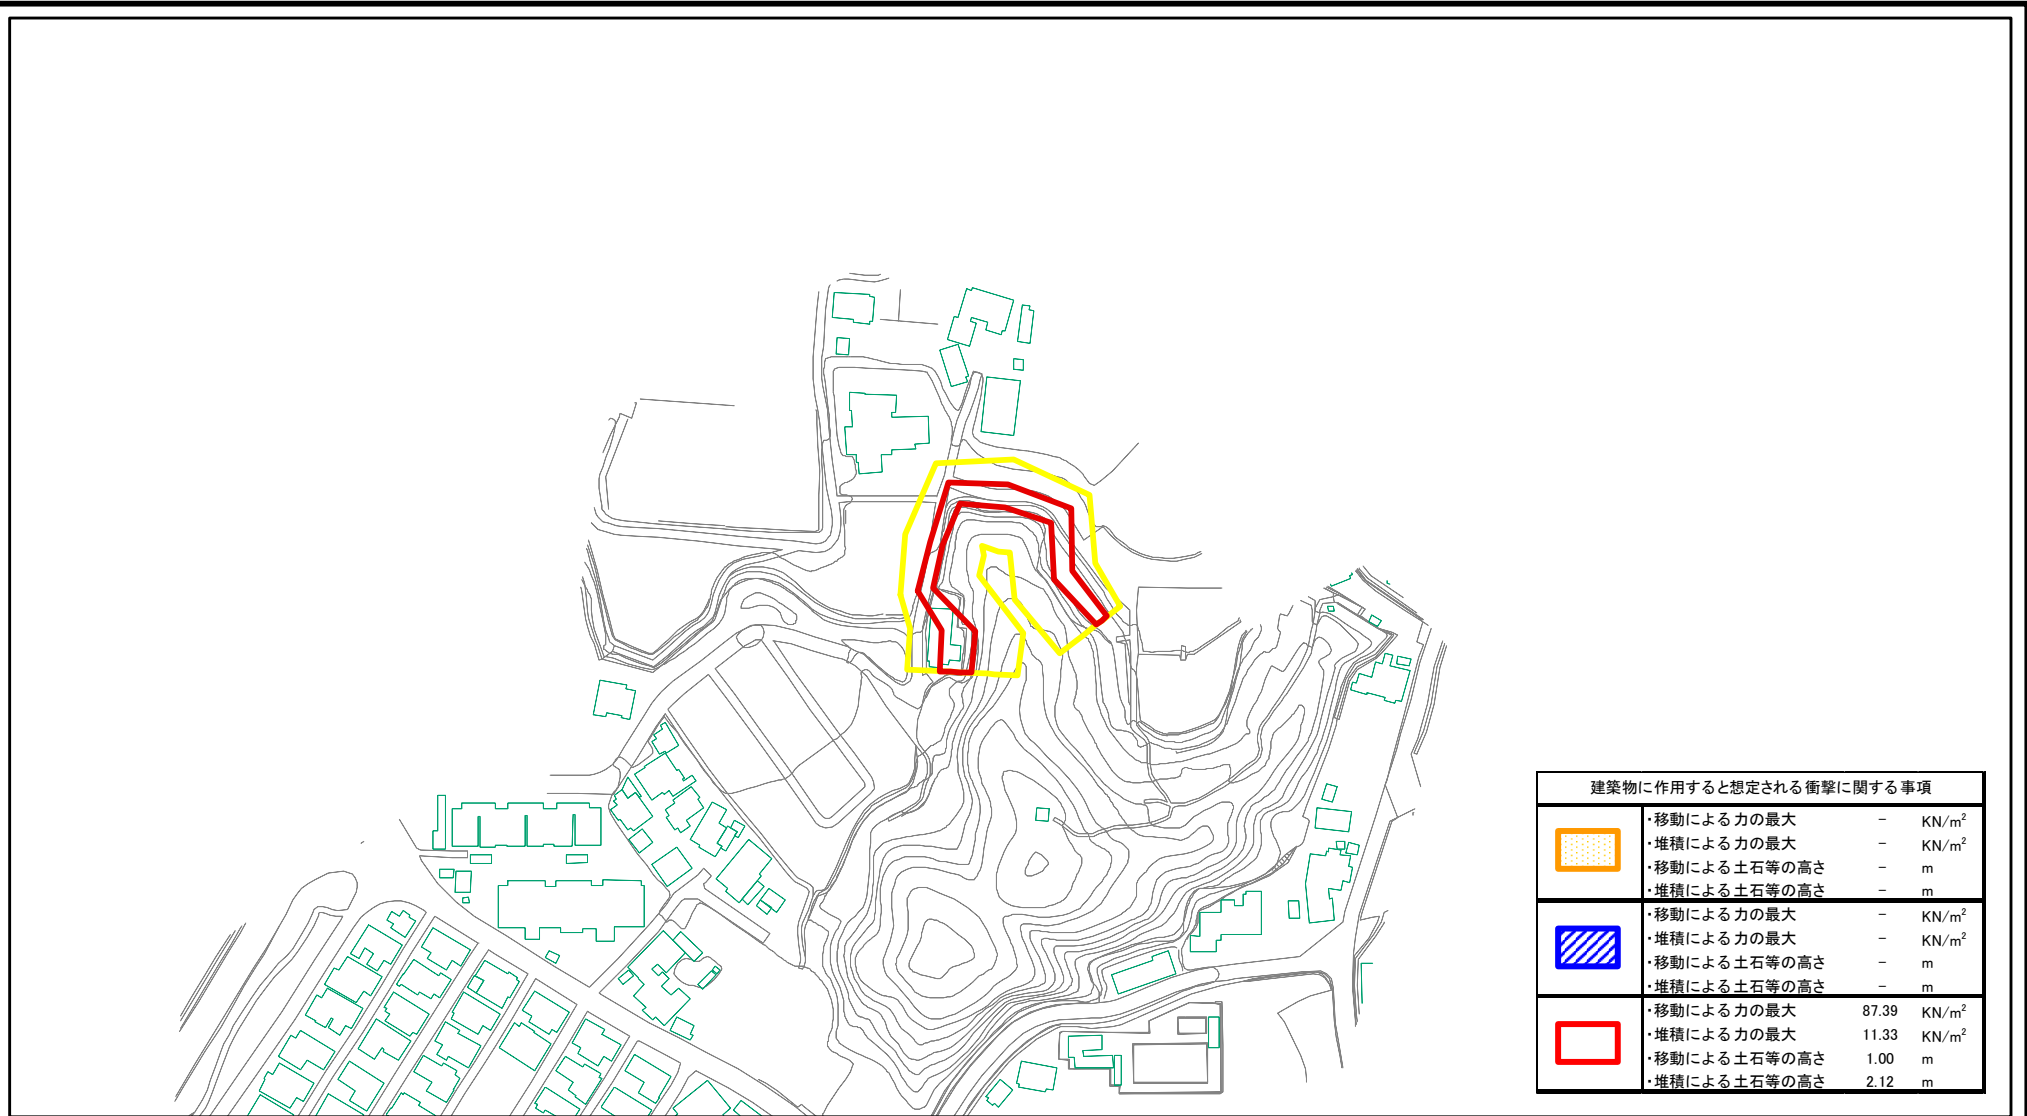 建築物に作用すると想定される衝撃に関する事項
・移動による力の最大 － KN/m²
・堆積による力の最大 － KN/m²
・移動による土石等の高さ － m
・堆積による土石等の高さ － m
・移動による力の最大 － KN/m²
・堆積による力の最大 － KN/m²
・移動による土石等の高さ － m
・堆積による土石等の高さ － m
・移動による力の最大 87.39 KN/m²
・堆積による力の最大 11.33 KN/m²
・移動による土石等の高さ 1.00 m
・堆積による土石等の高さ 2.12 m